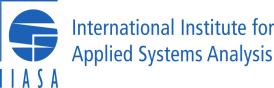 International Institute for
Applied Systems Analysis
IIASA